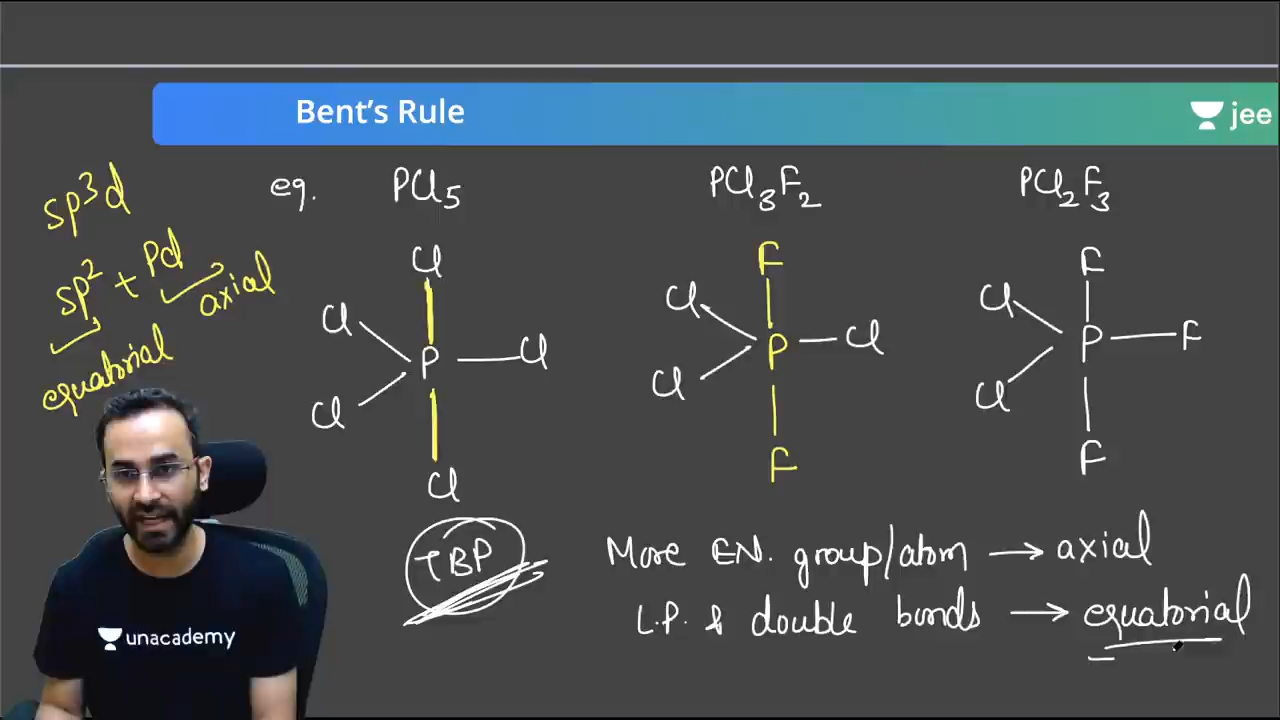 Bent's Rule
jee
sp³d
sp² + Pd
axial
equatorial
eg. PCl₅ PCl₃F₂ PCl₂F₃
Cl
Cl
P
Cl
Cl
Cl
F
Cl
P
Cl
Cl
F
F
Cl
P
F
Cl
F
TBP
More EN. group/atom → axial
L.P. & double bonds → equatorial
unacademy